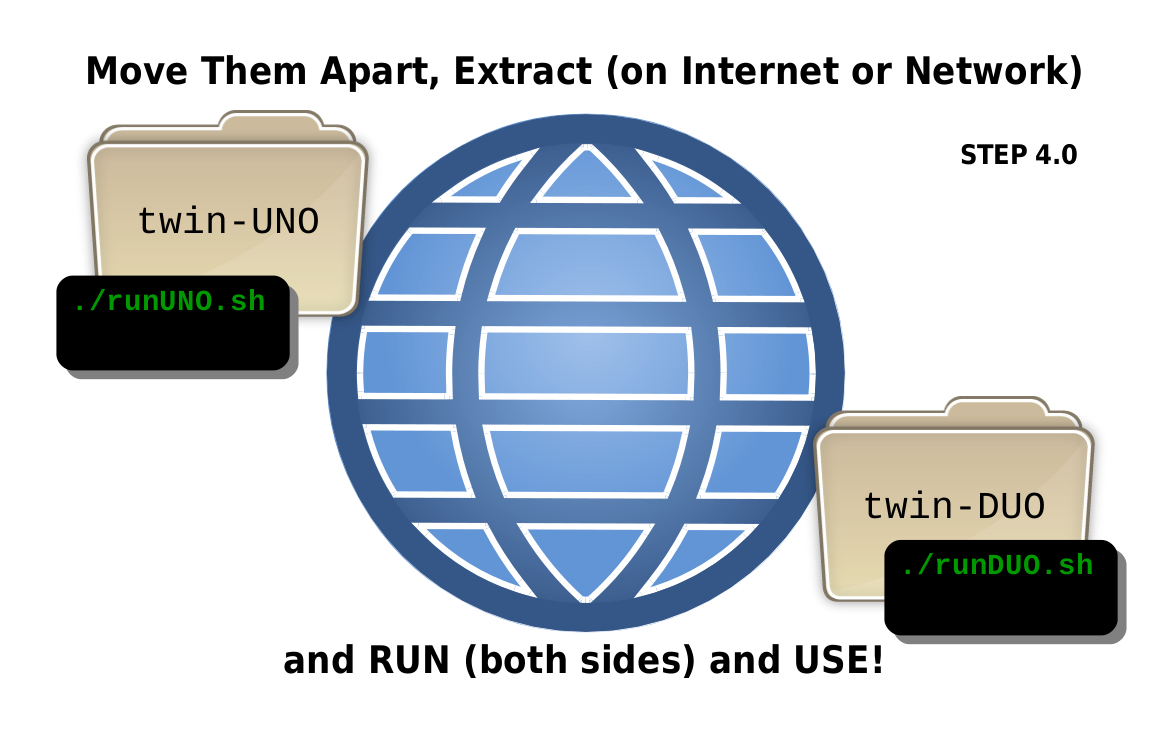 Move Them Apart, Extract (on Internet or Network)
STEP 4.0
twin-UNO
./runUNO.sh
twin-DUO
./runDUO.sh
and RUN (both sides) and USE!